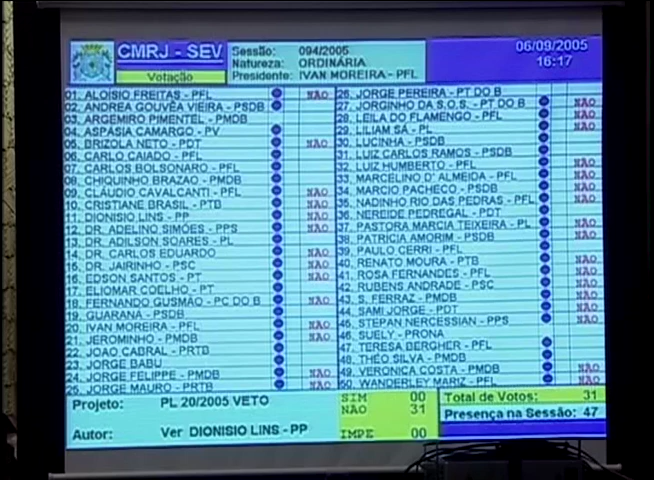 CMRJ - SEV
Votação
Sessão: 094/2005
Natureza: ORDINÁRIA
Presidente: IVAN MOREIRA - PFL
06/09/2005
16:17
01. ALOÍSIO FREITAS - PFL NÃO
02. ANDREA GOUVÊA VIEIRA - PSDB
03. ARGEMIRO PIMENTEL - PMDB
04. ASPÁSIA CAMARGO - PV
05. BRIZOLA NETO - PDT NÃO
06. CARLO CAIADO - PFL
07. CARLOS BOLSONARO - PFL
08. CHIQUINHO BRAZÃO - PMDB
09. CLÁUDIO CAVALCANTI - PFL NÃO
10. CRISTIANE BRASIL - PTB NÃO
11. DIONÍSIO LINS - PP NÃO
12. DR. ADELINO SIMÕES - PPS NÃO
13. DR. ADILSON SOARES - PL
14. DR. CARLOS EDUARDO NÃO
15. DR. JAIRINHO - PSC NÃO
16. EDSON SANTOS - PT NÃO
17. ELIOMAR COELHO - PT
18. FERNANDO GUSMÃO - PC DO B NÃO
19. GUARANÁ - PSDB
20. IVAN MOREIRA - PFL NÃO
21. JEROMINHO - PMDB NÃO
22. JOÃO CABRAL - PRTB
23. JORGE BABU
24. JORGE FELIPPE - PMDB NÃO
25. JORGE MAURO - PRTB NÃO
26. JORGE PEREIRA - PT DO B
27. JORGINHO DA S.O.S. - PT DO B NÃO
28. LEILA DO FLAMENGO - PFL NÃO
29. LILIAM SÁ - PL NÃO
30. LUCINHA - PSDB
31. LUIZ CARLOS RAMOS - PSDB
32. LUIZ HUMBERTO - PFL NÃO
33. MARCELINO D' ALMEIDA - PFL NÃO
34. MARCIO PACHECO - PSDB NÃO
35. NADINHO RIO DAS PEDRAS - PFL NÃO
36. NEREIDE PEDREGAL - PDT
37. PASTORA MARCIA TEIXEIRA - PL NÃO
38. PATRÍCIA AMORIM - PSDB NÃO
39. PAULO CERRI - PFL
40. RENATO MOURA - PTB NÃO
41. ROSA FERNANDES - PFL NÃO
42. RUBENS ANDRADE - PSC NÃO
43. S. FERRAZ - PMDB NÃO
44. SAMI JORGE - PDT NÃO
45. STEPAN NERCESSIAN - PPS NÃO
46. SUELY - PRONA
47. TERESA BERGHER - PFL
48. THÉO SILVA - PMDB
49. VERÔNICA COSTA - PMDB NÃO
50. WANDERLEY MARIZ - PFL NÃO
Projeto: PL 20/2005 VETO
Autor: Ver DIONISIO LINS - PP
SIM 00
NÃO 31
IMPE 00
Total de Votos: 31
Presença na Sessão: 47